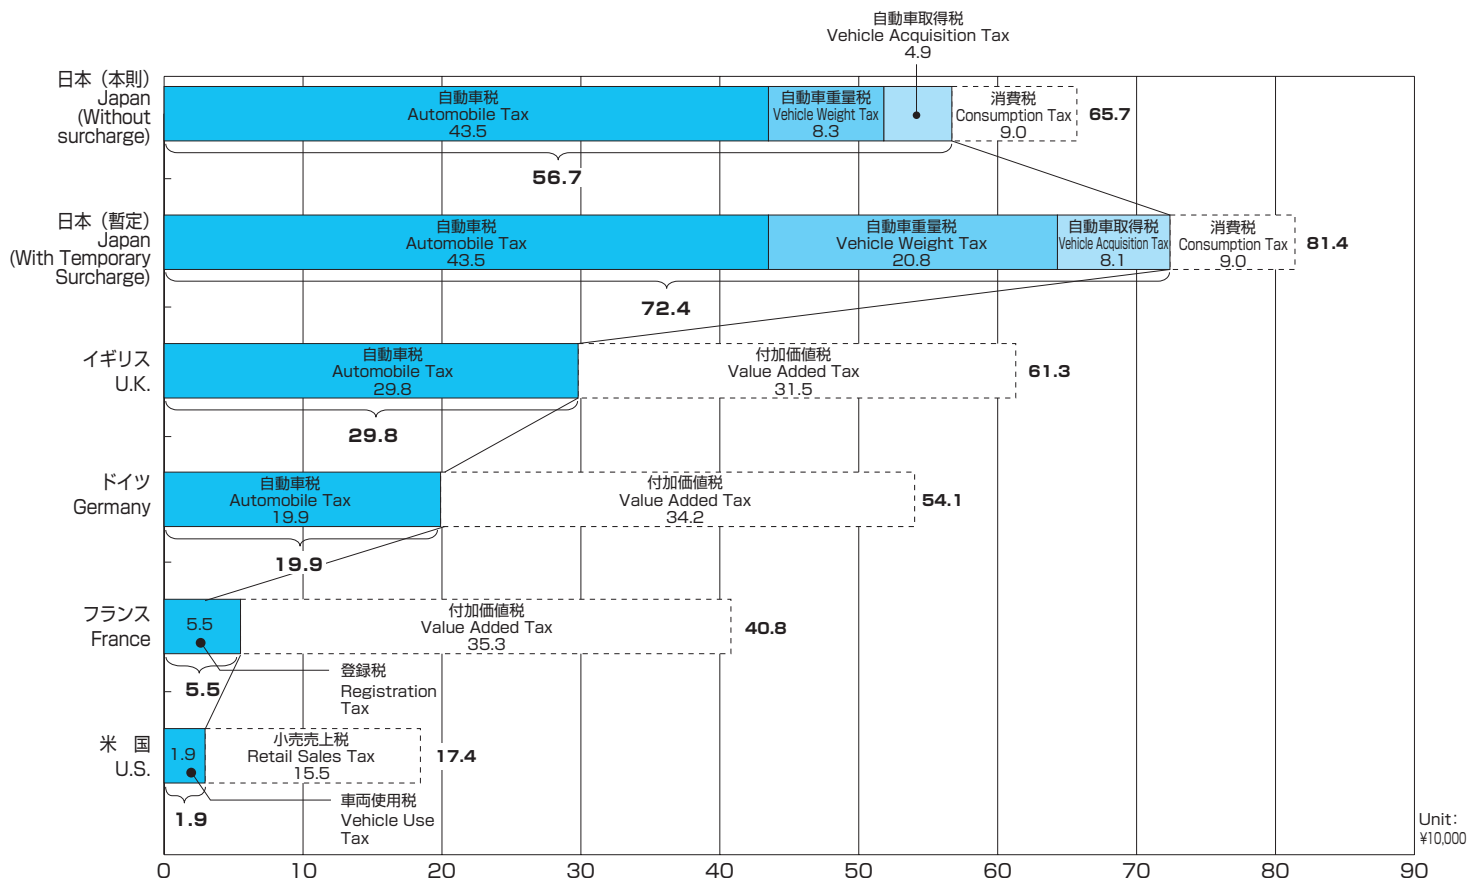 自動車取得税
Vehicle Acquisition Tax
4.9
日本（本則）
Japan
(Without
surcharge)
自動車税
Automobile Tax
43.5
自動車重量税
Vehicle Weight Tax
8.3
消費税
Consumption Tax
9.0
65.7
56.7
日本（暫定）
Japan
(With Temporary
Surcharge)
自動車税
Automobile Tax
43.5
自動車重量税
Vehicle Weight Tax
20.8
自動車取得税
Vehicle Acquisition Tax
8.1
消費税
Consumption Tax
9.0
81.4
72.4
イギリス
U.K.
自動車税
Automobile Tax
29.8
付加価値税
Value Added Tax
31.5
61.3
29.8
ドイツ
Germany
自動車税
Automobile Tax
19.9
付加価値税
Value Added Tax
34.2
54.1
19.9
フランス
France
5.5
付加価値税
Value Added Tax
35.3
40.8
5.5
登録税
Registration
Tax
米　国
U.S.
1.9
小売売上税
Retail Sales Tax
15.5
17.4
1.9
車両使用税
Vehicle Use
Tax
Unit:
¥10,000
0 10 20 30 40 50 60 70 80 90